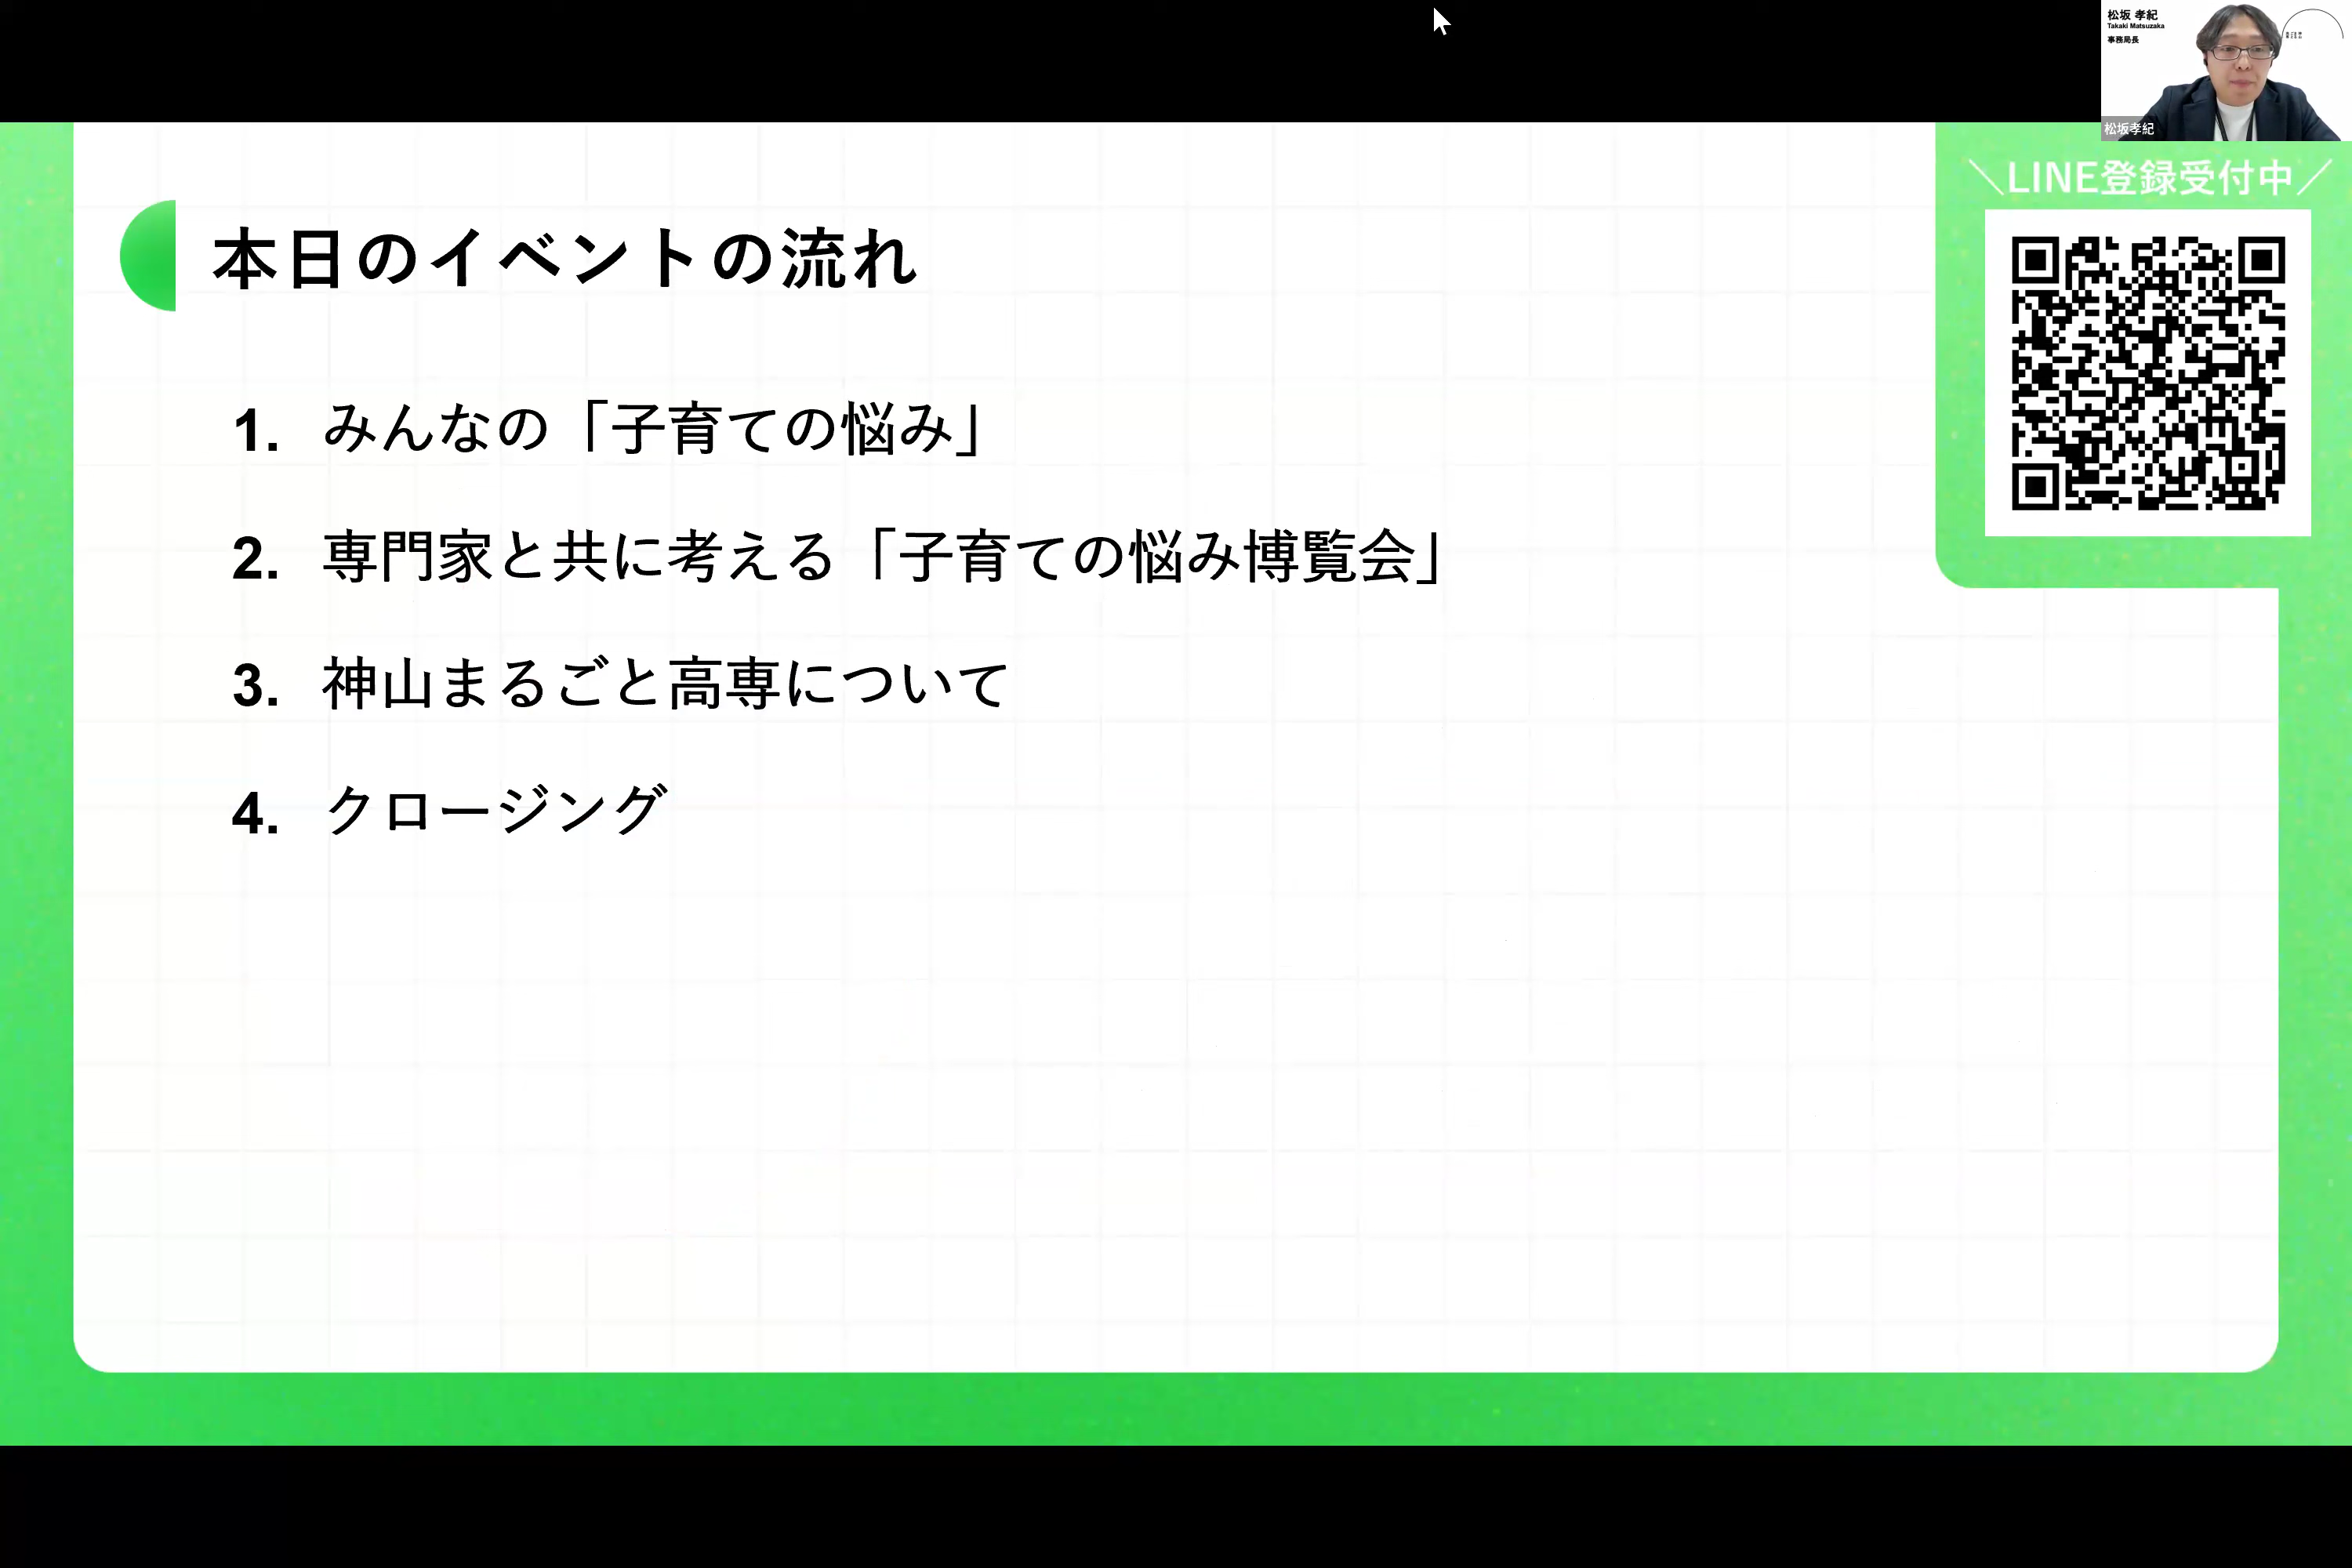 松坂 孝紀
Takaki Matsuzaka
事務局長
松坂孝紀
＼LINE登録受付中／
本日のイベントの流れ
1. みんなの「子育ての悩み」
2. 専門家と共に考える「子育ての悩み博覧会」
3. 神山まるごと高専について
4. クロージング